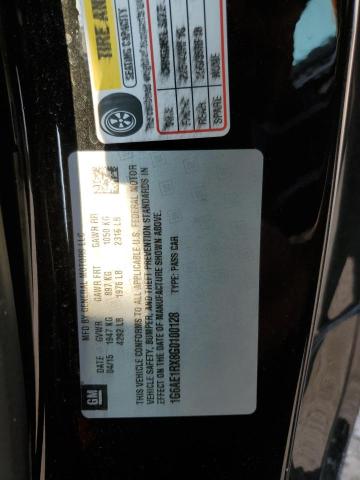 TIRE AN
SEATING CAPACITY
REAR
SPARE
NONE
MFD BY GENERAL MOTORS LLC
DATE GVWR GAWR FRT GAWR RR
04/15 1947 KG 897 KG 1050 KG
4292 LB 1976 LB 2316 LB
THIS VEHICLE CONFORMS TO ALL APPLICABLE U.S. FEDERAL MOTOR
VEHICLE SAFETY, BUMPER, AND THEFT PREVENTION STANDARDS IN
EFFECT ON THE DATE OF MANUFACTURE SHOWN ABOVE.
1G6AE1RX8G0100128 TYPE: PASS CAR
GM